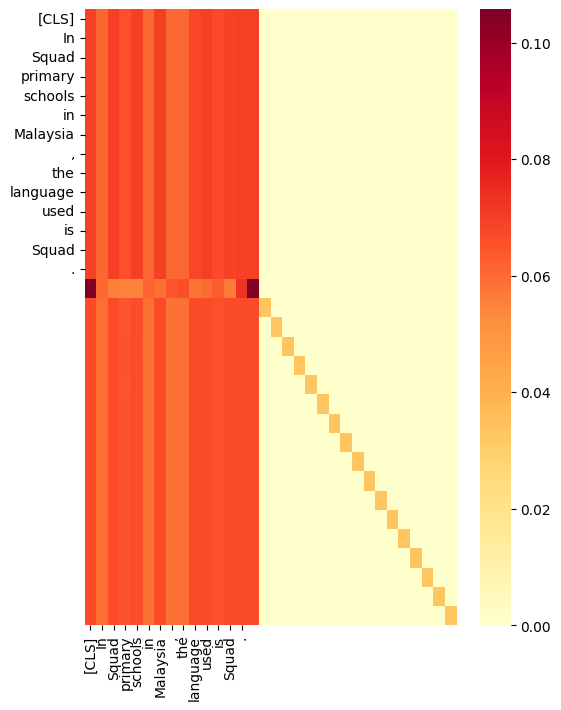 [CLS]
In
Squad
primary
schools
in
Malaysia
,
the
language
used
is
Squad
.
0.10
0.08
0.06
0.04
0.02
0.00
[CLS]
In
Squad
primary
schools
in
Malaysia
,
the
language
used
is
Squad
.